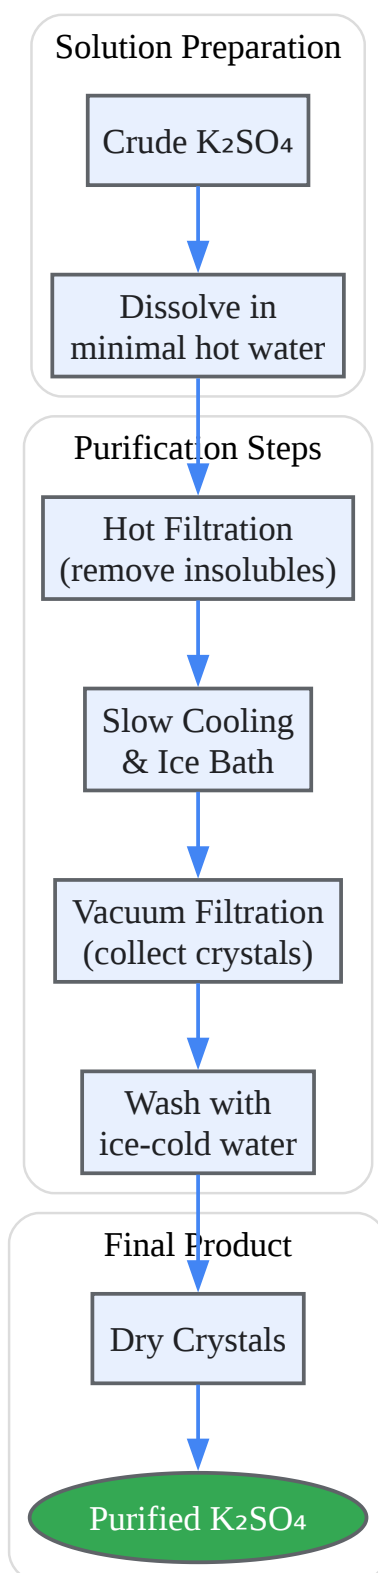 Solution Preparation
Crude K₂SO₄
Dissolve in
minimal hot water
Purification Steps
Hot Filtration
(remove insolubles)
Slow Cooling
& Ice Bath
Vacuum Filtration
(collect crystals)
Wash with
ice-cold water
Final Product
Dry Crystals
Purified K₂SO₄